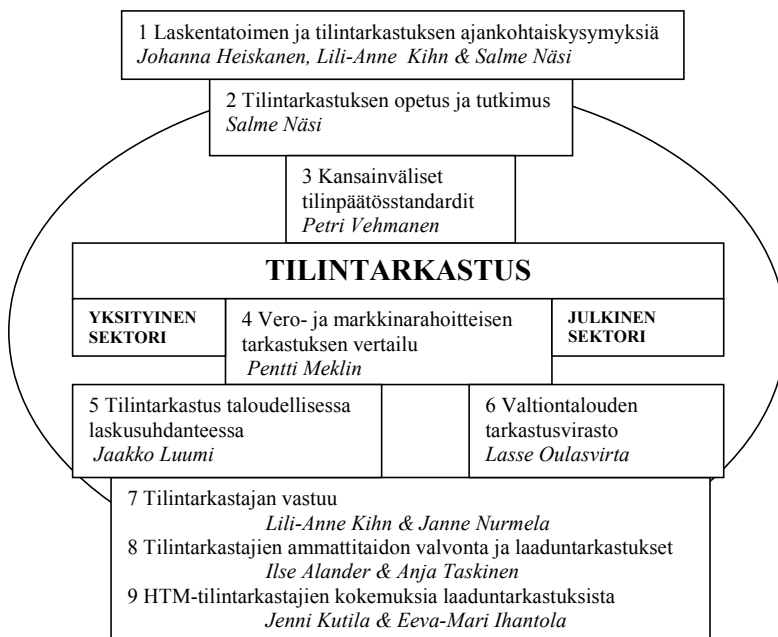 1 Laskentatoimen ja tilintarkastuksen ajankohtaiskysymyksiä
Johanna Heiskanen, Lili-Anne Kihn & Salme Näsi
2 Tilintarkastuksen opetus ja tutkimus
Salme Näsi
3 Kansainväliset
tilinpäätösstandardit
Petri Vehmanen
TILINTARKASTUS
YKSITYINEN
SEKTORI
4 Vero- ja markkinarahoitteisen
tarkastuksen vertailu
Pentti Meklin
JULKINEN
SEKTORI
5 Tilintarkastus taloudellisessa
laskusuhdanteessa
Jaakko Luumi
6 Valtiontalouden
tarkastusvirasto
Lasse Oulasvirta
7 Tilintarkastajan vastuu
Lili-Anne Kihn & Janne Nurmela
8 Tilintarkastajien ammattitaidon valvonta ja laaduntarkastukset
Ilse Alander & Anja Taskinen
9 HTM-tilintarkastajien kokemuksia laaduntarkastuksista
Jenni Kutila & Eeva-Mari Ihantola